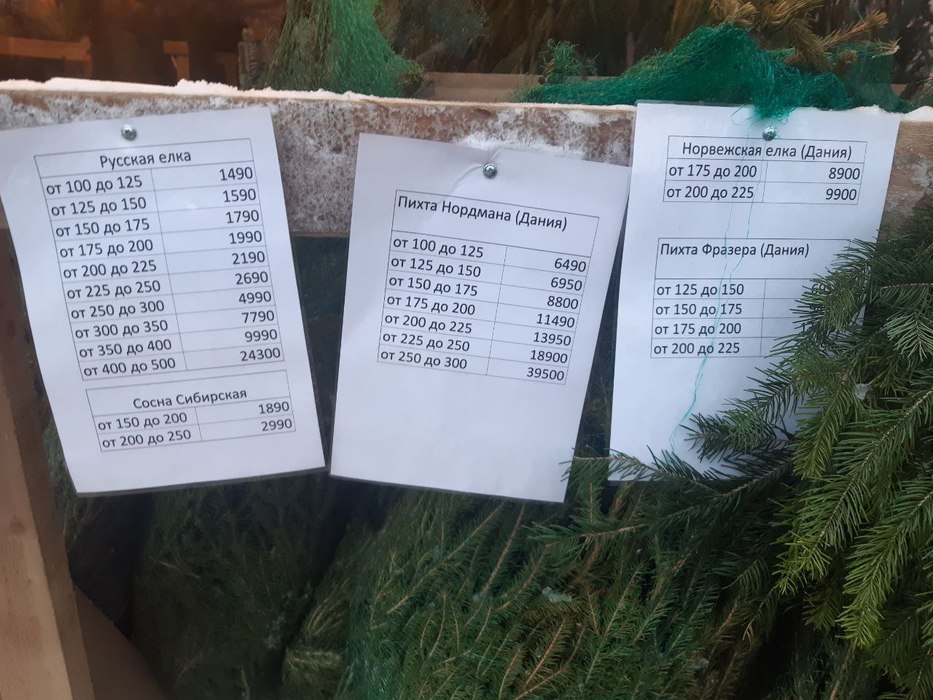 Русская елка
от 100 до 125 1490
от 125 до 150 1590
от 150 до 175 1790
от 175 до 200 1990
от 200 до 225 2190
от 225 до 250 2690
от 250 до 300 4990
от 300 до 350 7790
от 350 до 400 9990
от 400 до 500 24300
Сосна Сибирская
от 150 до 200 1890
от 200 до 250 2990
Пихта Нордмана (Дания)
от 100 до 125 6490
от 125 до 150 6950
от 150 до 175 8800
от 175 до 200 11490
от 200 до 225 13950
от 225 до 250 18900
от 250 до 300 39500
Норвежская елка (Дания)
от 175 до 200 8900
от 200 до 225 9900
Пихта Фразера (Дания)
от 125 до 150
от 150 до 175
от 175 до 200
от 200 до 225